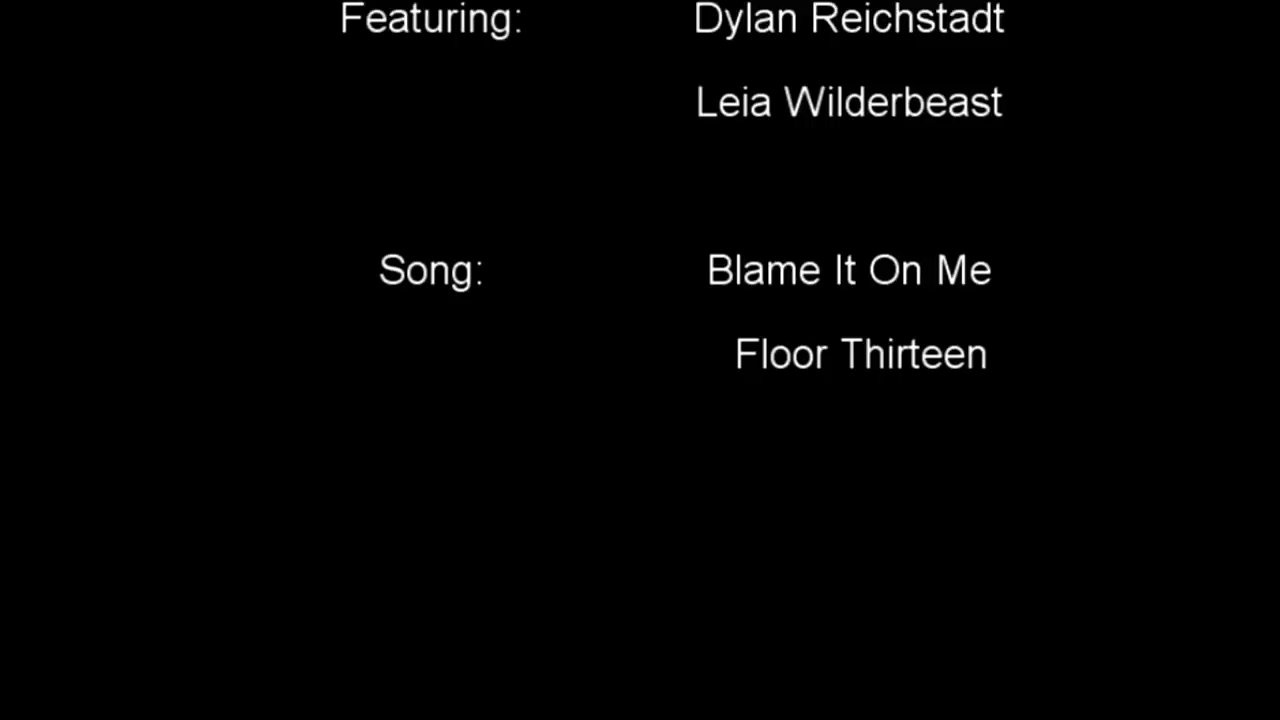 Featuring: Dylan Reichstadt
Leia Wilderbeast
Song: Blame It On Me
Floor Thirteen